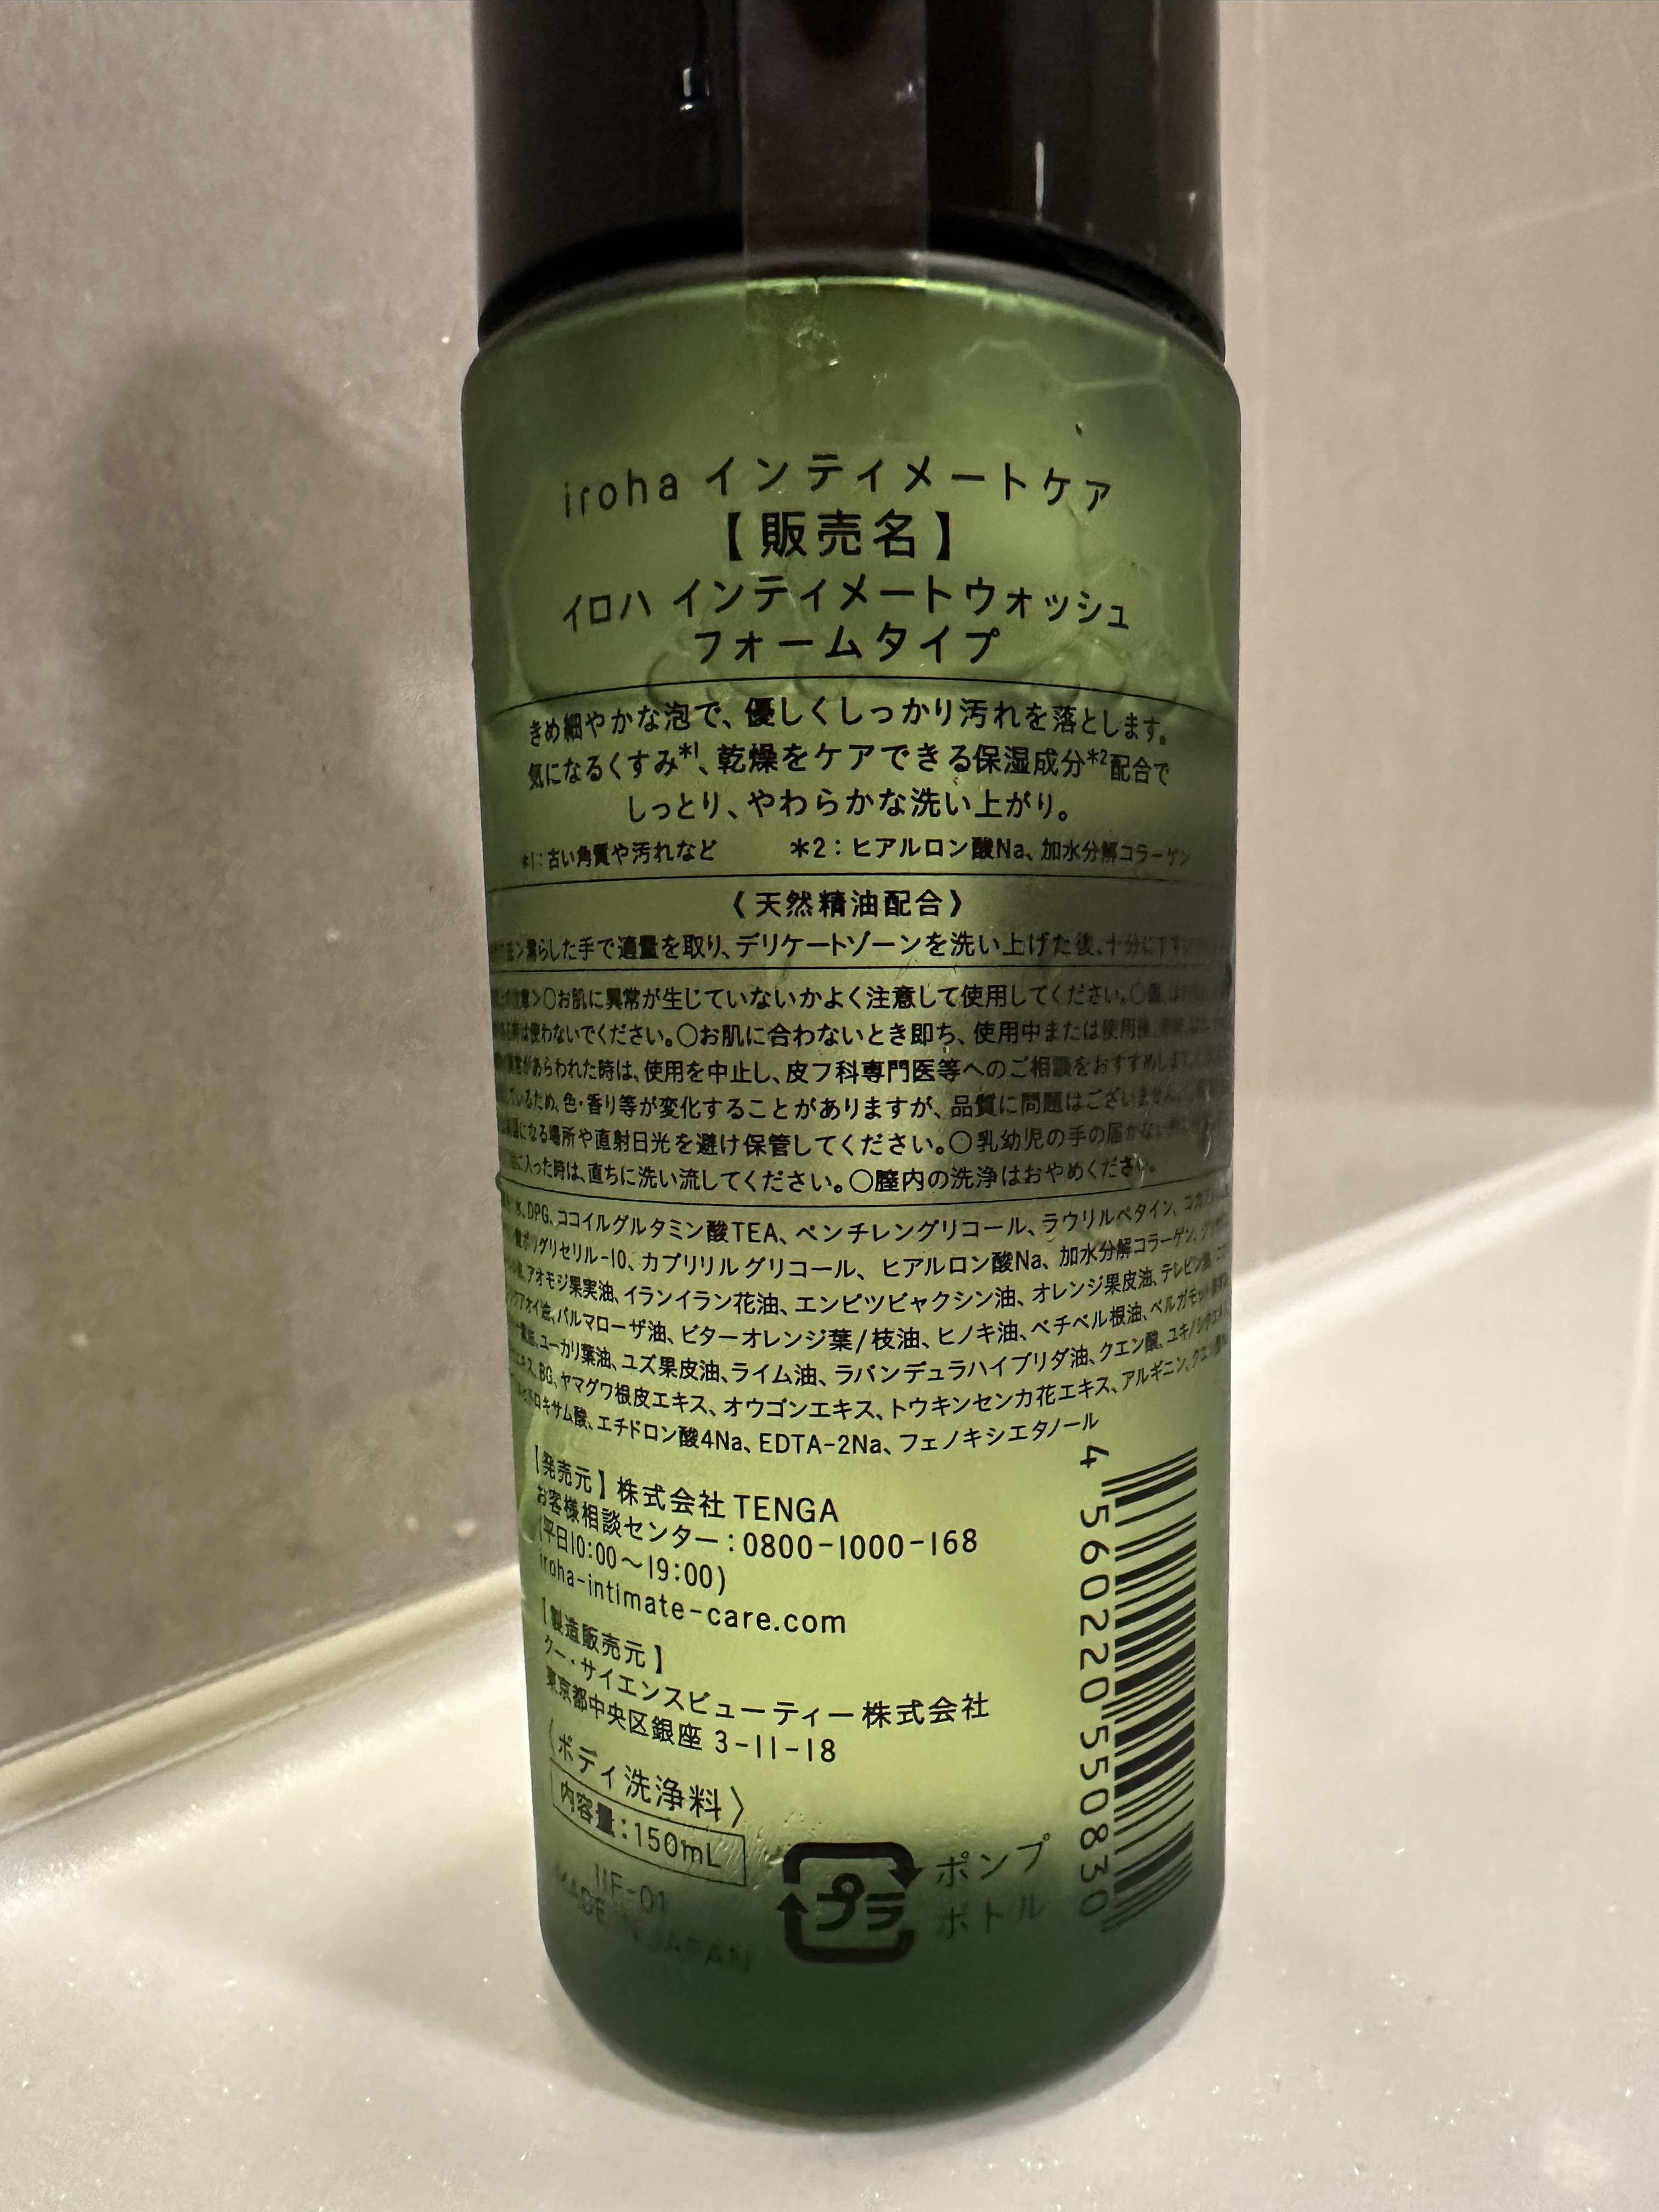 iroha インティメートケア
【販売名】
イロハ インティメートウォッシュ
フォームタイプ
きめ細やかな泡で、優しくしっかり汚れを落とします。
気になるくすみ*1、乾燥をケアできる保湿成分*2配合で
しっとり、やわらかな洗い上がり。
*1:古い角質や汚れなど *2：ヒアルロン酸Na、加水分解コラーゲン
《天然精油配合》
濡らした手で適量を取り、デリケートゾーンを洗い上げた後、十分に
○お肌に異常が生じていないかよく注意して使用してください。○傷、
は使わないでください。○お肌に合わないとき即ち、使用中または使用後、
があらわれた時は、使用を中止し、皮フ科専門医等へのご相談をおすすめします。
しているため、色・香り等が変化することがありますが、品質に問題はございません。
になる場所や直射日光を避け保管してください。○乳幼児の手の届かない
に入った時は、直ちに洗い流してください。○膣内の洗浄はおやめください。
水、DPG、ココイルグルタミン酸TEA、ペンチレングリコール、ラウリルベタイン、
ポリグリセリル-10、カプリリルグリコール、ヒアルロン酸Na、加水分解コラーゲン、
アオモジ果実油、イランイラン花油、エンピツビャクシン油、オレンジ果皮油、テレビン油、
アオイ油、パルマローザ油、ビターオレンジ葉/枝油、ヒノキ油、ベチベル根油、ベルガモット
ユーカリ葉油、ユズ果皮油、ライム油、ラバンデュラハイブリダ油、クエン酸、ユキノシタエキス、
エキス、BG、ヤマグワ根皮エキス、オウゴンエキス、トウキンセンカ花エキス、アルギニン、
ロキサム酸、エチドロン酸4Na、EDTA-2Na、フェノキシエタノール
【発売元】株式会社 TENGA
お客様相談センター：0800-1000-168
(平日10:00～19:00)
iroha-intimate-care.com
【製造販売元】
クー・サイエンスビューティー株式会社
東京都中央区銀座 3-11-18
〈ボディ洗浄料〉
内容量：150mL
IIF-01
MADE IN JAPAN
プラ
ポンプ
ボトル
4560220550830